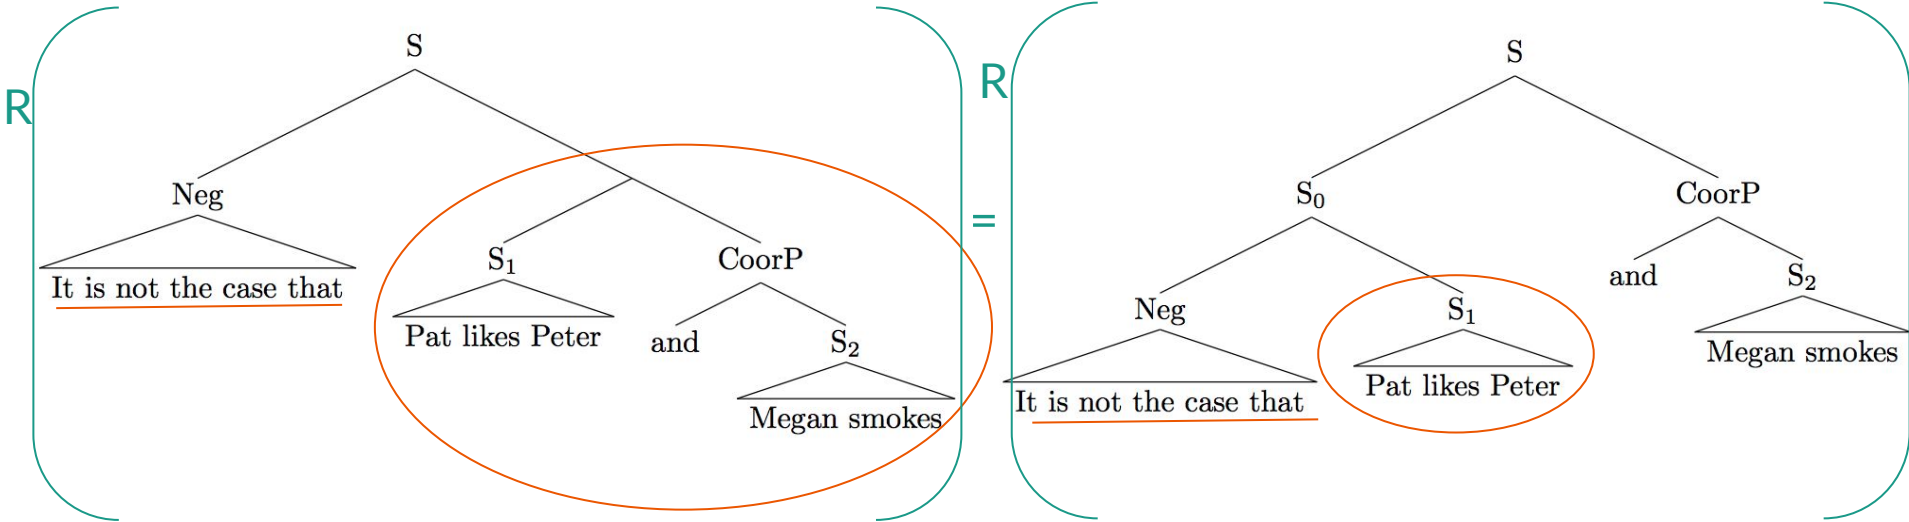 R
S
Neg
It is not the case that
S₁
Pat likes Peter
CoorP
and
S₂
Megan smokes
=
R
S
S₀
CoorP
Neg
It is not the case that
S₁
Pat likes Peter
and
S₂
Megan smokes